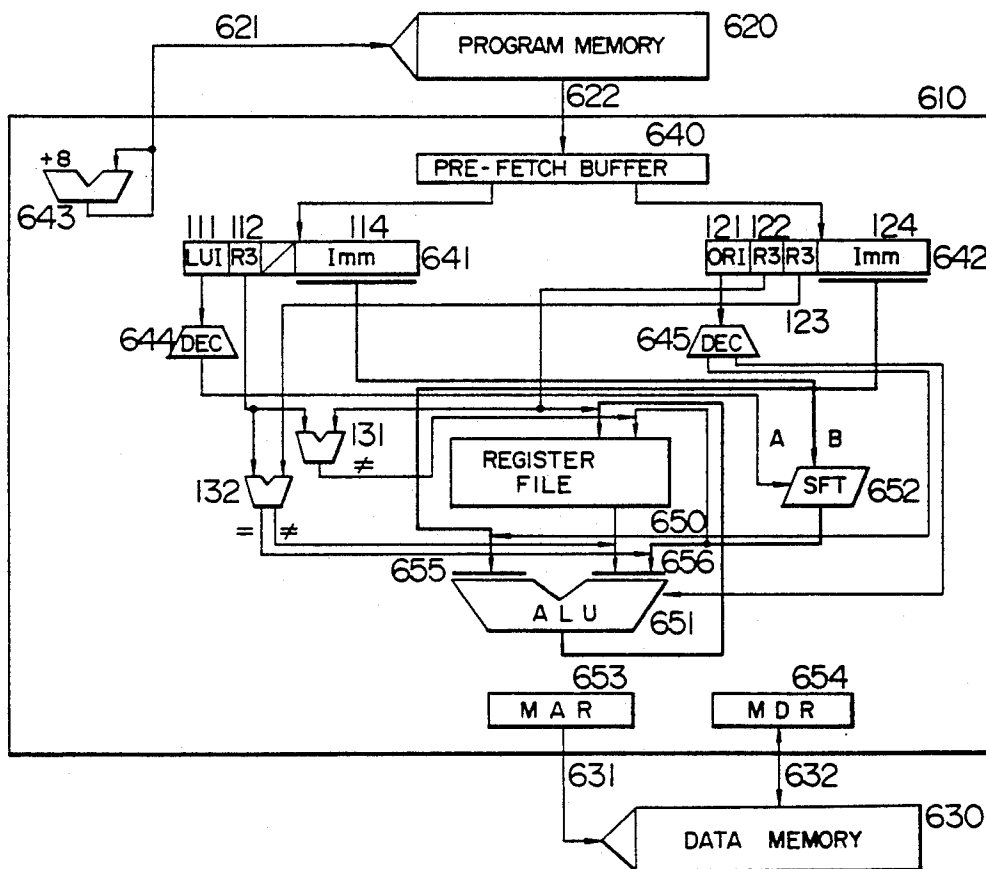 621
PROGRAM MEMORY
620
622
610
+8
640
PRE-FETCH BUFFER
643
111 112 114
LUI R3 Imm
641
121 122 124
ORI R3 R3 Imm
642
123
644
DEC
645
DEC
131
≠
REGISTER FILE
A B
SFT
652
132
= ≠
650
656
655
ALU
651
653
MAR
654
MDR
631
632
DATA MEMORY
630